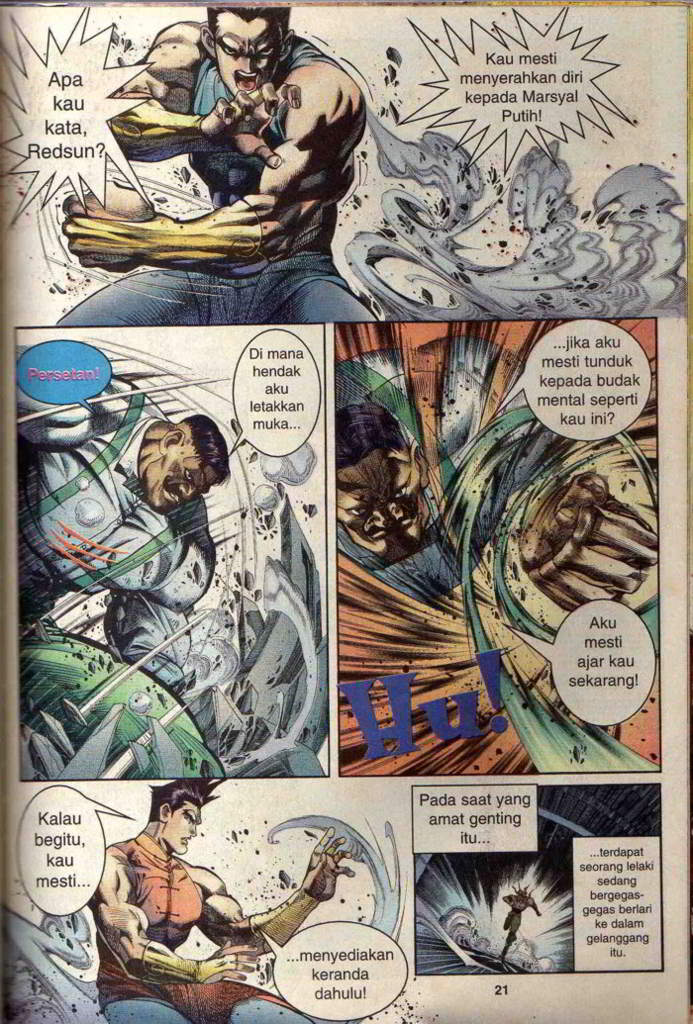 Apa
kau
kata,
Redsun?
Kau mesti
menyerahkan diri
kepada Marsyal
Putih!
Persetan!
Di mana
hendak
aku
letakkan
muka...
...jika aku
mesti tunduk
kepada budak
mental seperti
kau ini?
Aku
mesti
ajar kau
sekarang!
Hu!
Kalau
begitu,
kau
mesti...
...menyediakan
keranda
dahulu!
Pada saat yang
amat genting
itu...
...terdapat
seorang lelaki
sedang
bergegas-
gegas berlari
ke dalam
gelanggang
itu.
21